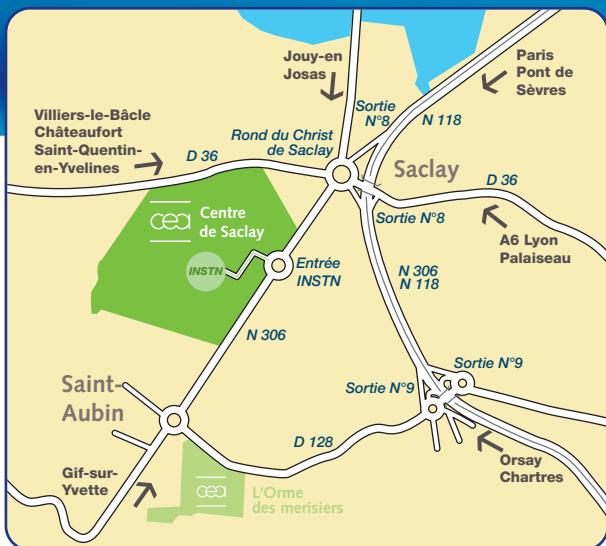 Jouy-en
Josas
Paris
Pont de
Sèvres
Sortie
N°8
N 118
Villiers-le-Bâcle
Châteaufort
Saint-Quentin-
en-Yvelines
Rond du Christ
de Saclay
D 36
Saclay
D 36
cea
Centre
de Saclay
Sortie N°8
A6 Lyon
Palaiseau
INSTN
Entrée
INSTN
N 306
N 118
N 306
Sortie N°9
Sortie N°9
Saint-
Aubin
D 128
Orsay
Chartres
Gif-sur-
Yvette
cea
L'Orme
des merisiers